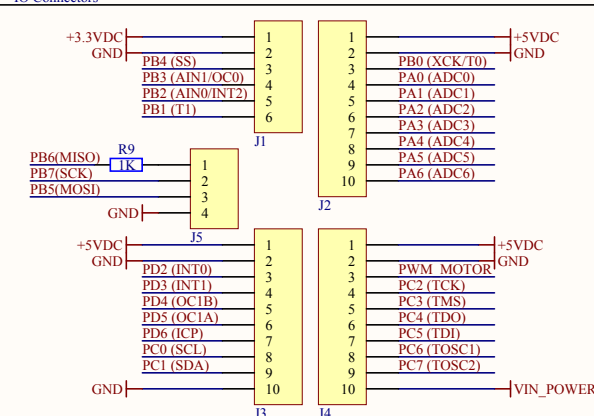 IO Connectors
+3.3VDC 1
GND 2
PB4 (SS) 3
PB3 (AIN1/OC0) 4
PB2 (AIN0/INT2) 5
PB1 (T1) 6
J1
1 +5VDC
2 GND
3 PB0 (XCK/T0)
4 PA0 (ADC0)
5 PA1 (ADC1)
6 PA2 (ADC2)
7 PA3 (ADC3)
8 PA4 (ADC4)
9 PA5 (ADC5)
10 PA6 (ADC6)
J2
R9
PB6(MISO) 1K 1
PB7(SCK) 2
PB5(MOSI) 3
GND 4
J5
+5VDC 1
GND 2
PD2 (INT0) 3
PD3 (INT1) 4
PD4 (OC1B) 5
PD5 (OC1A) 6
PD6 (ICP) 7
PC0 (SCL) 8
PC1 (SDA) 9
GND 10
J3
1 +5VDC
2 GND
3 PWM_MOTOR
4 PC2 (TCK)
5 PC3 (TMS)
6 PC4 (TDO)
7 PC5 (TDI)
8 PC6 (TOSC1)
9 PC7 (TOSC2)
10 VIN_POWER
J4